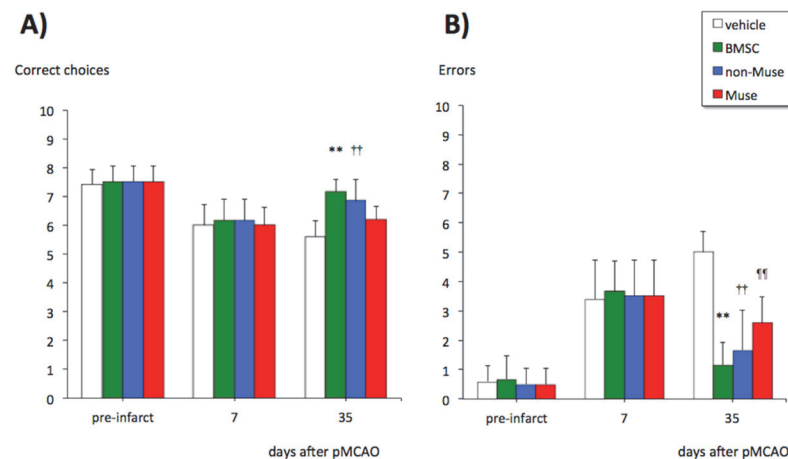 A)
Correct choices
10
9
8
7
6
5
4
3
2
1
0
** ††
pre-infarct 7 35
days after pMCAO
B)
Errors
vehicle
BMSC
non-Muse
Muse
10
9
8
7
6
5
4
3
2
1
0
** †† ¶¶
pre-infarct 7 35
days after pMCAO